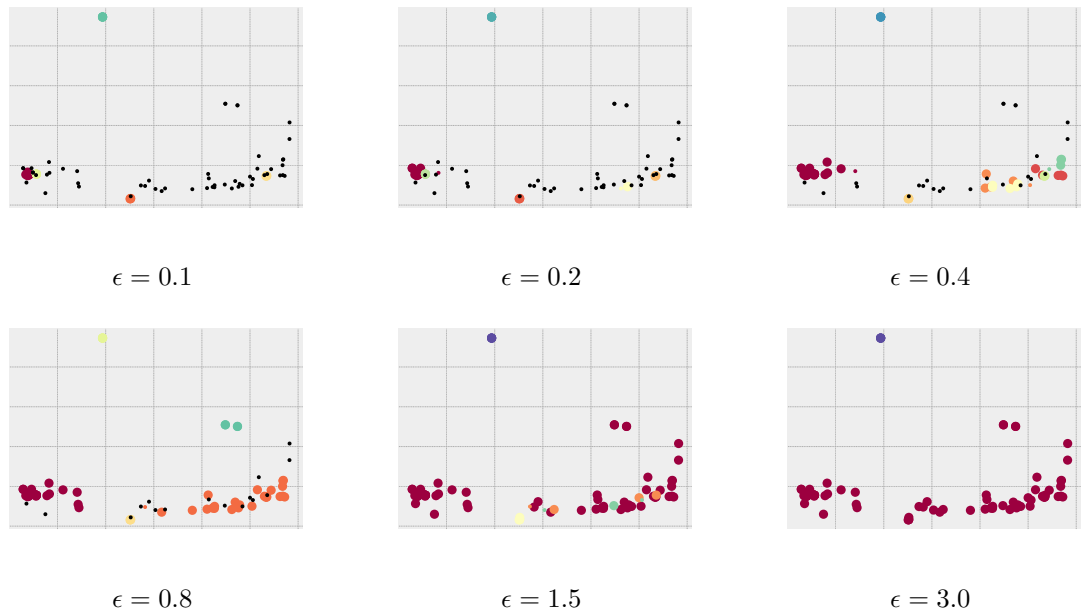 ϵ = 0.1
ϵ = 0.2
ϵ = 0.4
ϵ = 0.8
ϵ = 1.5
ϵ = 3.0